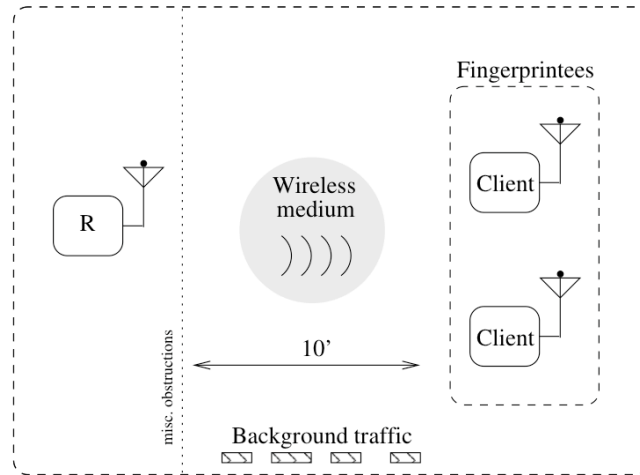 Fingerprintees
Client
R
Wireless
medium
Client
10'
misc. obstructions
Background traffic